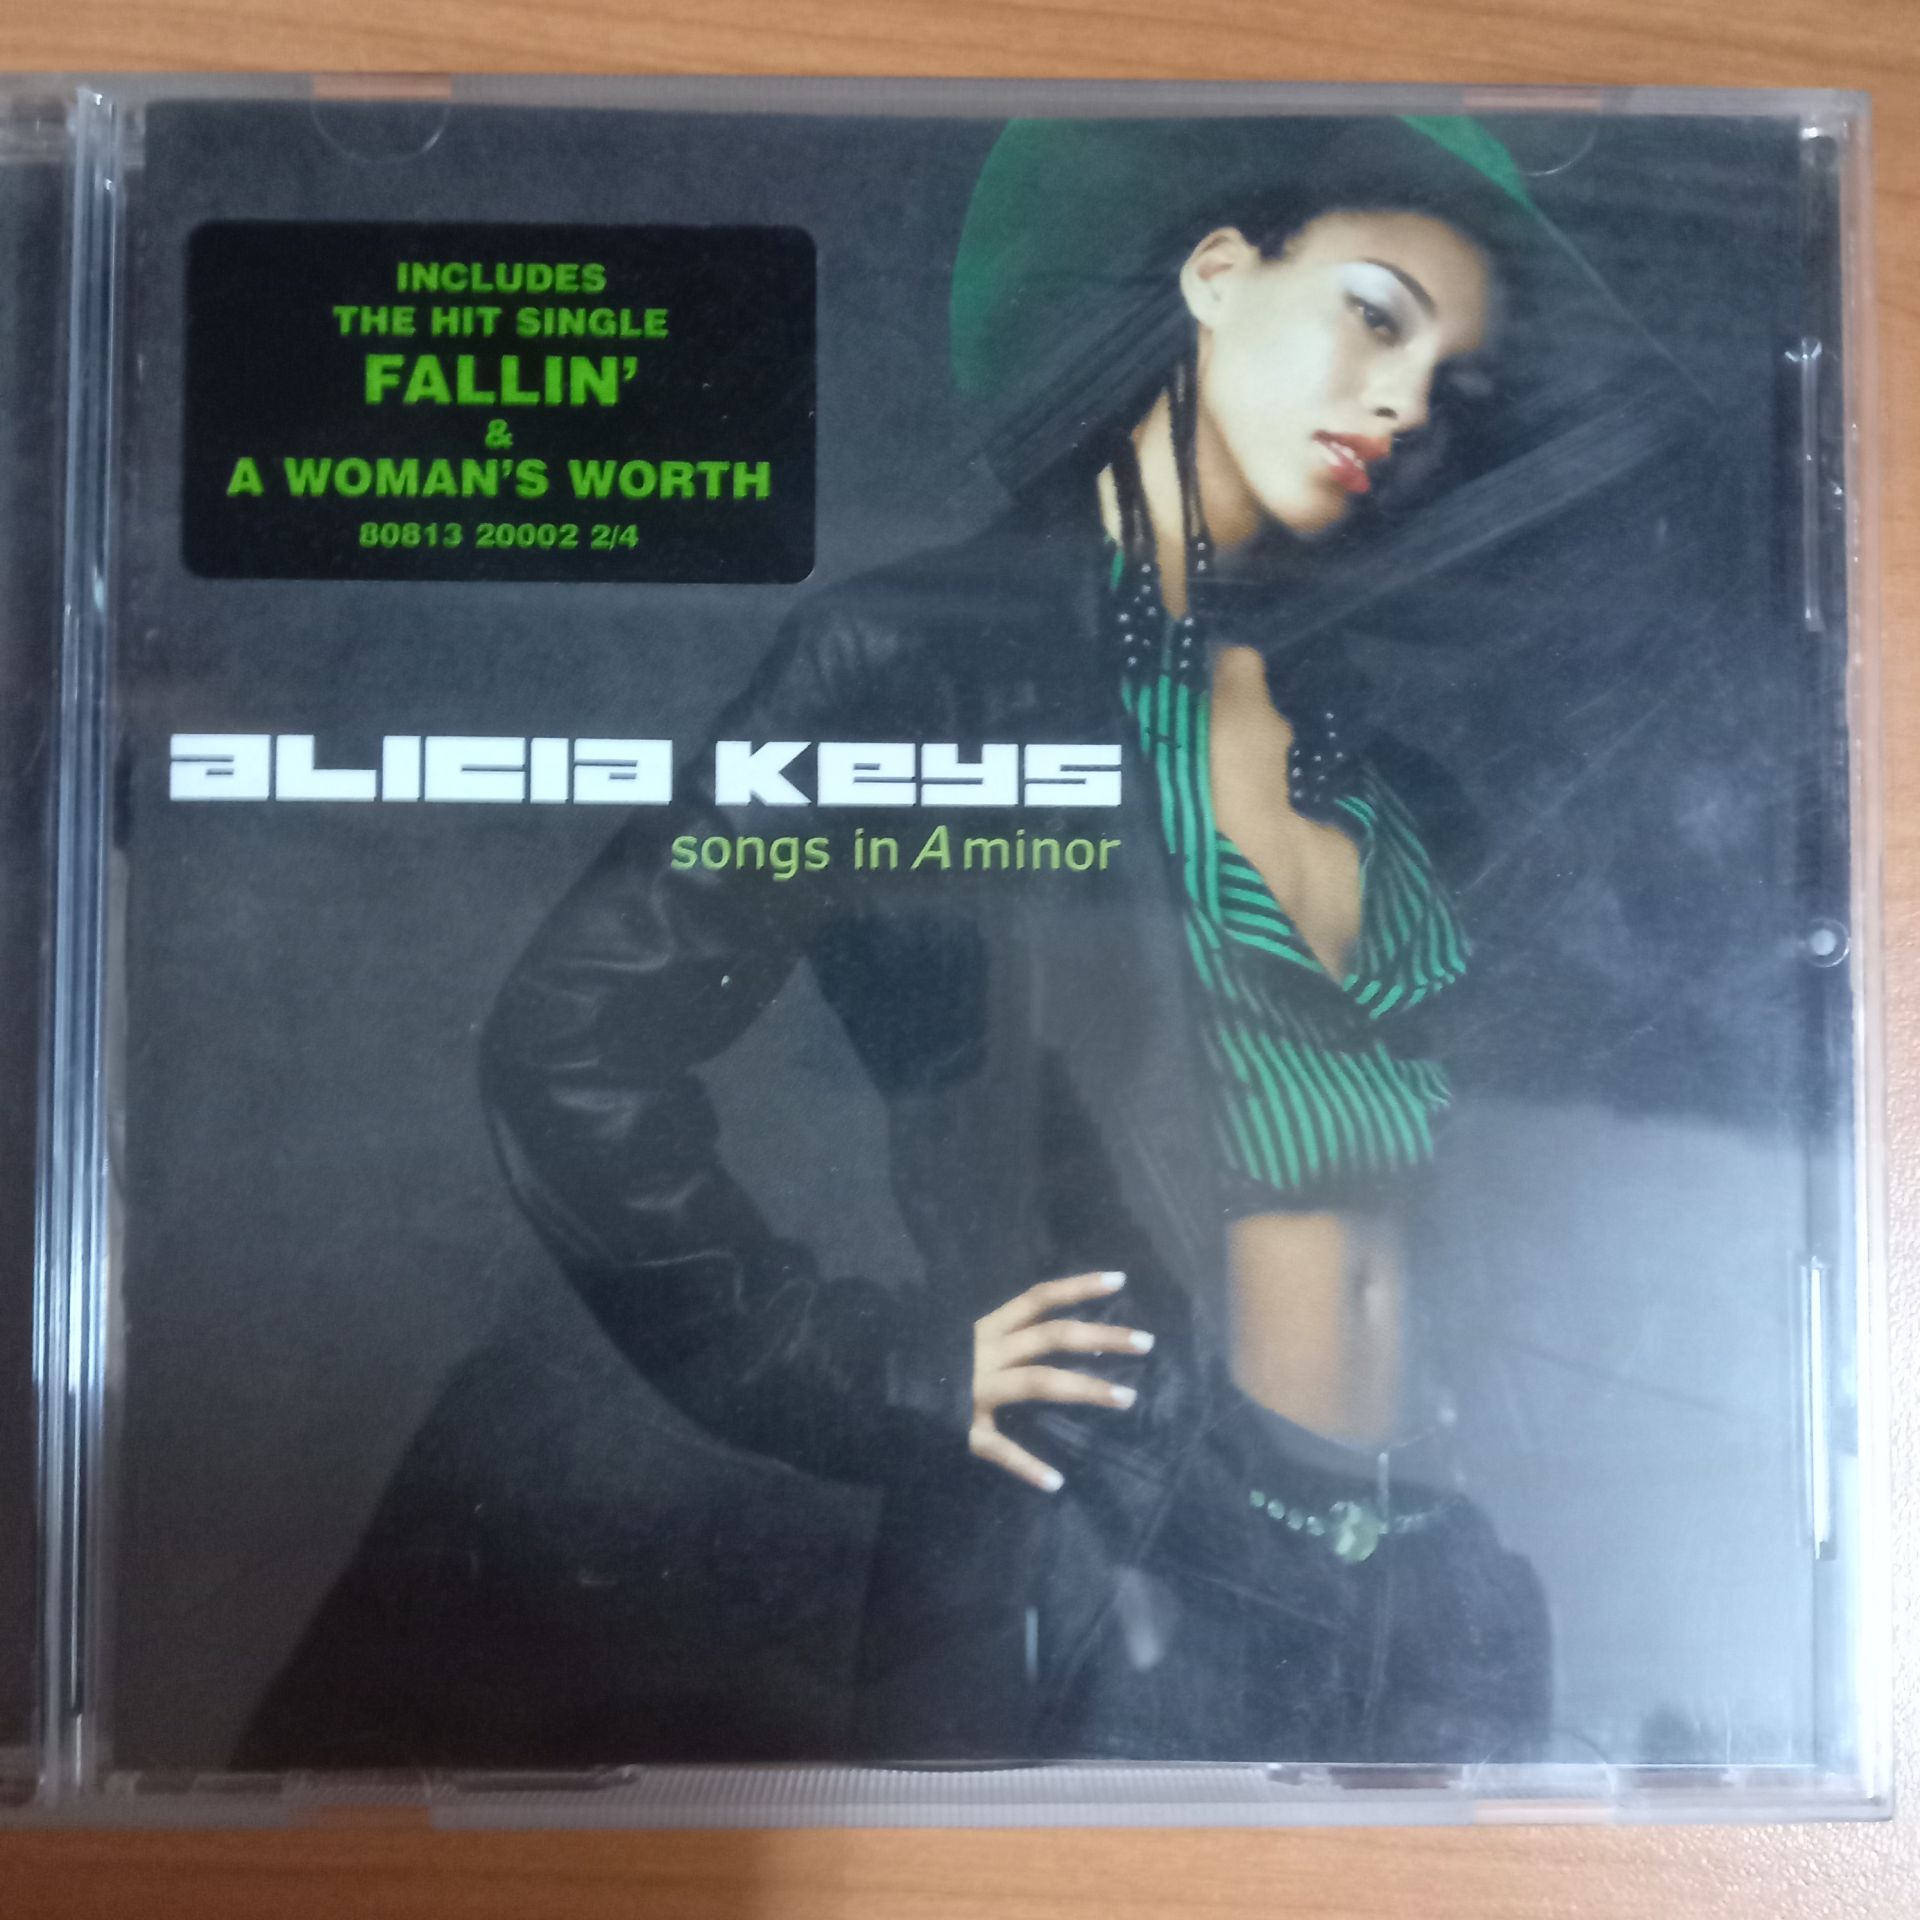 INCLUDES
THE HIT SINGLE
FALLIN'
&
A WOMAN'S WORTH
80813 20002 2/4
aLICIa Keys
songs in A minor